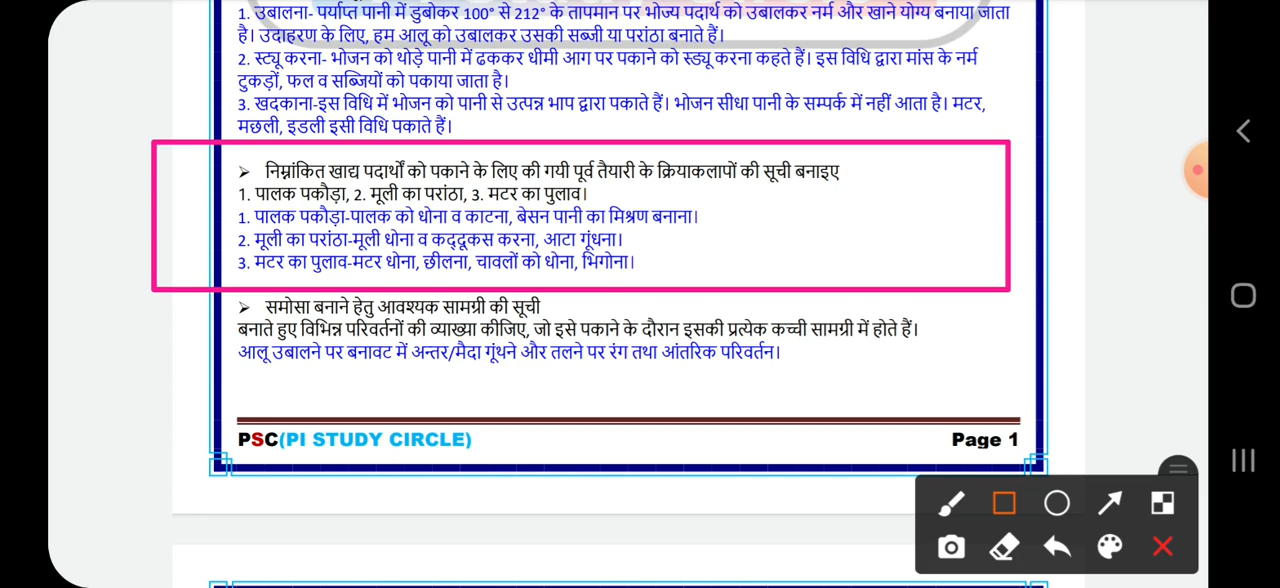 1. उबालना- पर्याप्त पानी में डुबोकर 100° से 212° के तापमान पर भोज्य पदार्थ को उबालकर नर्म और खाने योग्य बनाया जाता
है। उदाहरण के लिए, हम आलू को उबालकर उसकी सब्जी या परांठा बनाते हैं।
2. स्ट्यू करना- भोजन को थोड़े पानी में ढककर धीमी आग पर पकाने को स्ड्यू करना कहते हैं। इस विधि द्वारा मांस के नर्म
टुकड़ों, फल व सब्जियों को पकाया जाता है।
3. खदकाना-इस विधि में भोजन को पानी से उत्पन्न भाप द्वारा पकाते हैं। भोजन सीधा पानी के सम्पर्क में नहीं आता है। मटर,
मछली, इडली इसी विधि पकाते हैं।
➢ निम्नांकित खाद्य पदार्थों को पकाने के लिए की गयी पूर्व तैयारी के क्रियाकलापों की सूची बनाइए
1. पालक पकौड़ा, 2. मूली का परांठा, 3. मटर का पुलाव।
1. पालक पकौड़ा-पालक को धोना व काटना, बेसन पानी का मिश्रण बनाना।
2. मूली का परांठा-मूली धोना व कद्दूकस करना, आटा गूंधना।
3. मटर का पुलाव-मटर धोना, छीलना, चावलों को धोना, भिगोना।
➢ समोसा बनाने हेतु आवश्यक सामग्री की सूची
बनाते हुए विभिन्न परिवर्तनों की व्याख्या कीजिए, जो इसे पकाने के दौरान इसकी प्रत्येक कच्ची सामग्री में होते हैं।
आलू उबालने पर बनावट में अन्तर/मैदा गूंथने और तलने पर रंग तथा आंतरिक परिवर्तन।
PSC(PI STUDY CIRCLE) Page 1